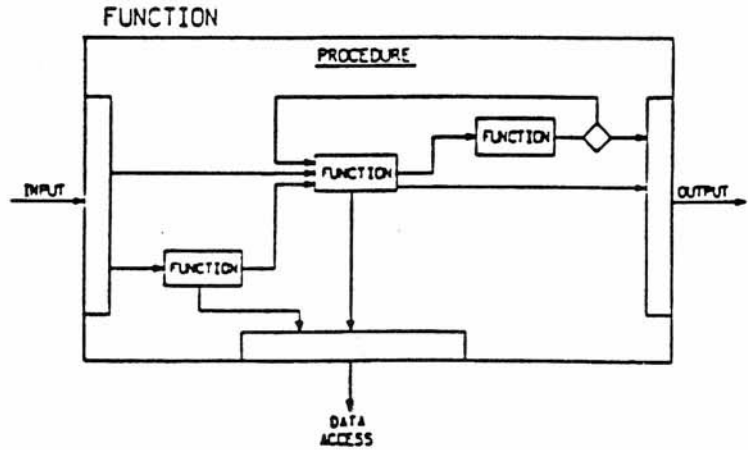 FUNCTION
PROCEDURE
FUNCTION
FUNCTION
INPUT
OUTPUT
FUNCTION
DATA
ACCESS